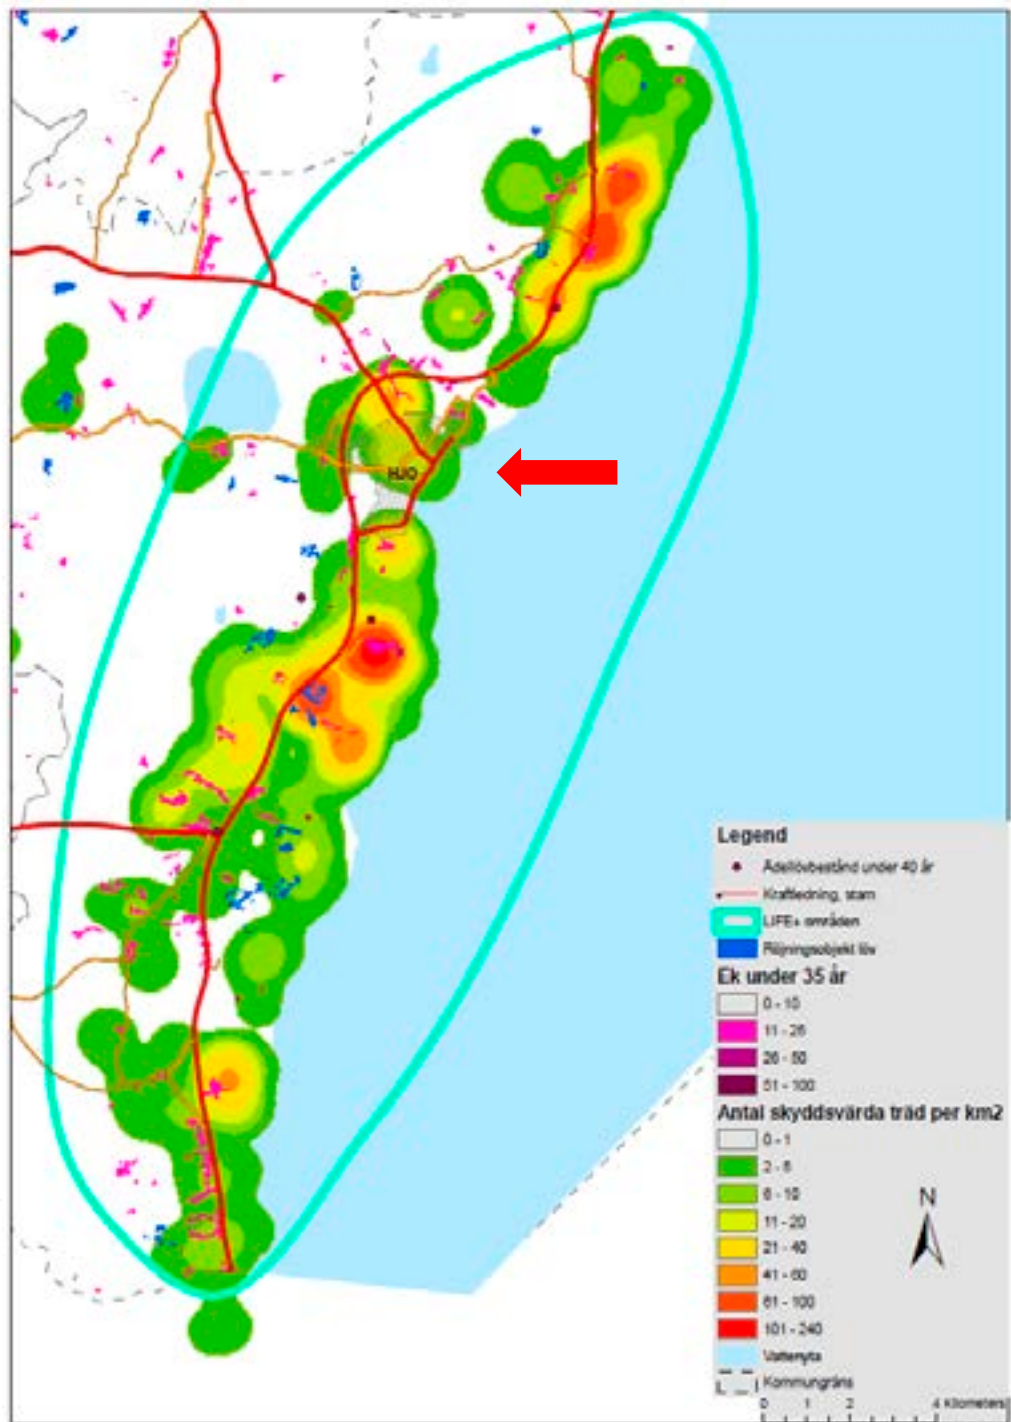 HJO
Legend
Ädellövbestånd under 40 år
Kraftledning, stam
LIFE+ områden
Röjningsobjekt löv
Ek under 35 år
0 - 10
11 - 25
26 - 50
51 - 100
Antal skyddsvärda träd per km2
0 - 1
2 - 5
6 - 10
11 - 20
21 - 40
41 - 60
61 - 100
101 - 240
Vattenyta
Kommungräns
N
0 1 2 4 Kilometers